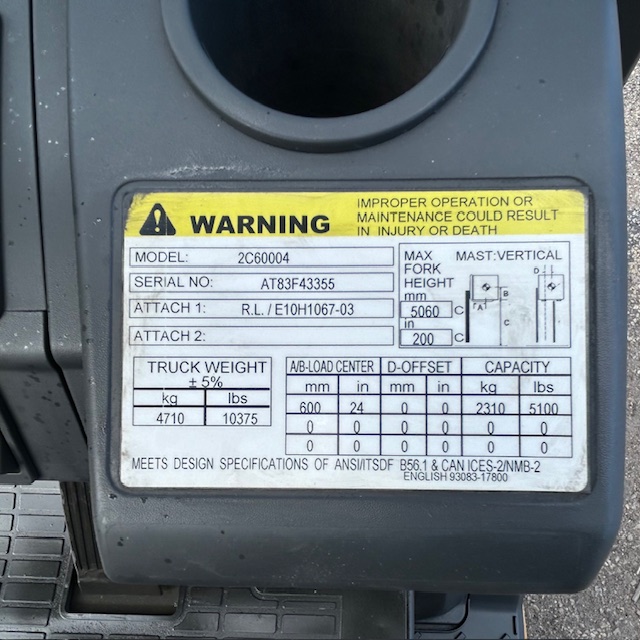 WARNING
IMPROPER OPERATION OR
MAINTENANCE COULD RESULT
IN INJURY OR DEATH
MODEL: 2C60004
SERIAL NO: AT83F43355
ATTACH 1: R.L. / E10H1067-03
ATTACH 2:
MAX FORK HEIGHT
mm
5060
in
200
MAST:VERTICAL
D
B
A
C
C
C
TRUCK WEIGHT
± 5%
kg lbs
4710 10375
A/B-LOAD CENTER D-OFFSET CAPACITY
mm in mm in kg lbs
600 24 0 0 2310 5100
0 0 0 0 0 0
0 0 0 0 0 0
MEETS DESIGN SPECIFICATIONS OF ANSI/ITSDF B56.1 & CAN ICES-2/NMB-2
ENGLISH 93083-17800